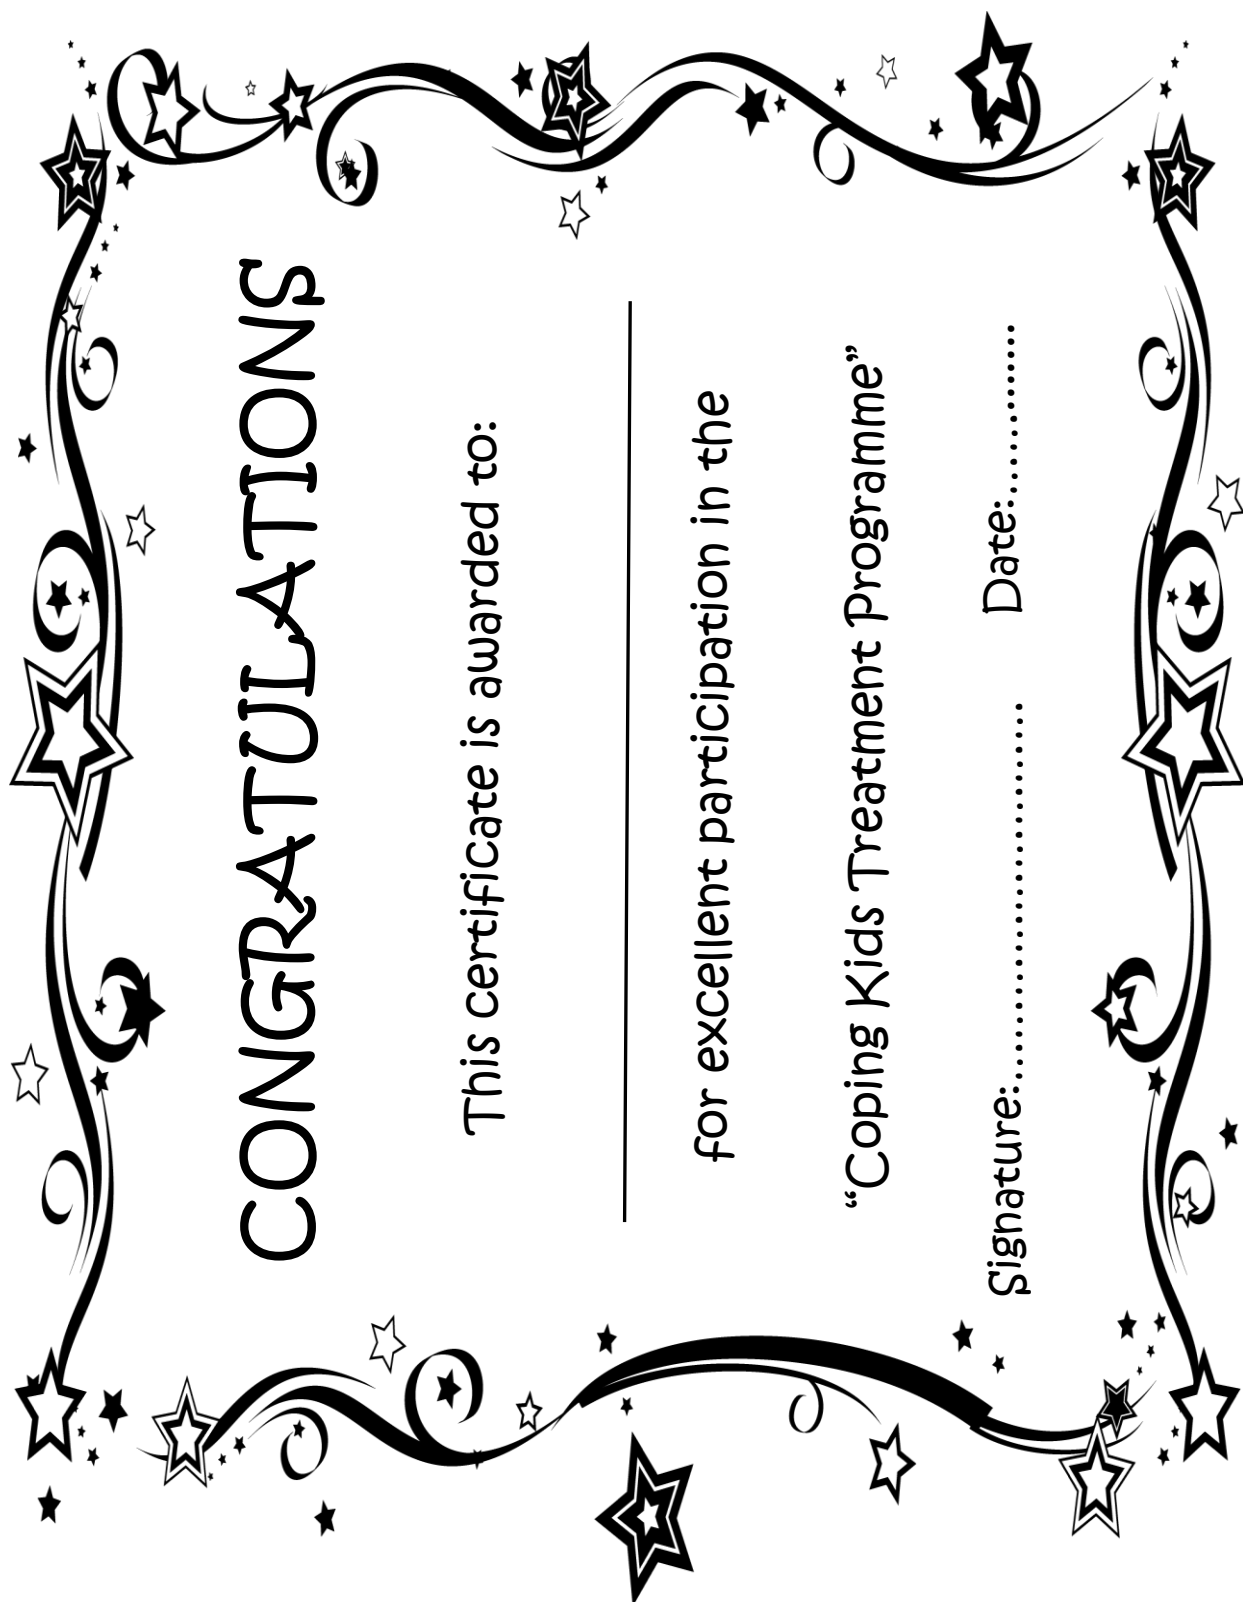 CONGRATULATIONS
This certificate is awarded to:
for excellent participation in the
“Coping Kids Treatment Programme”
Signature:........................................ Date:..................